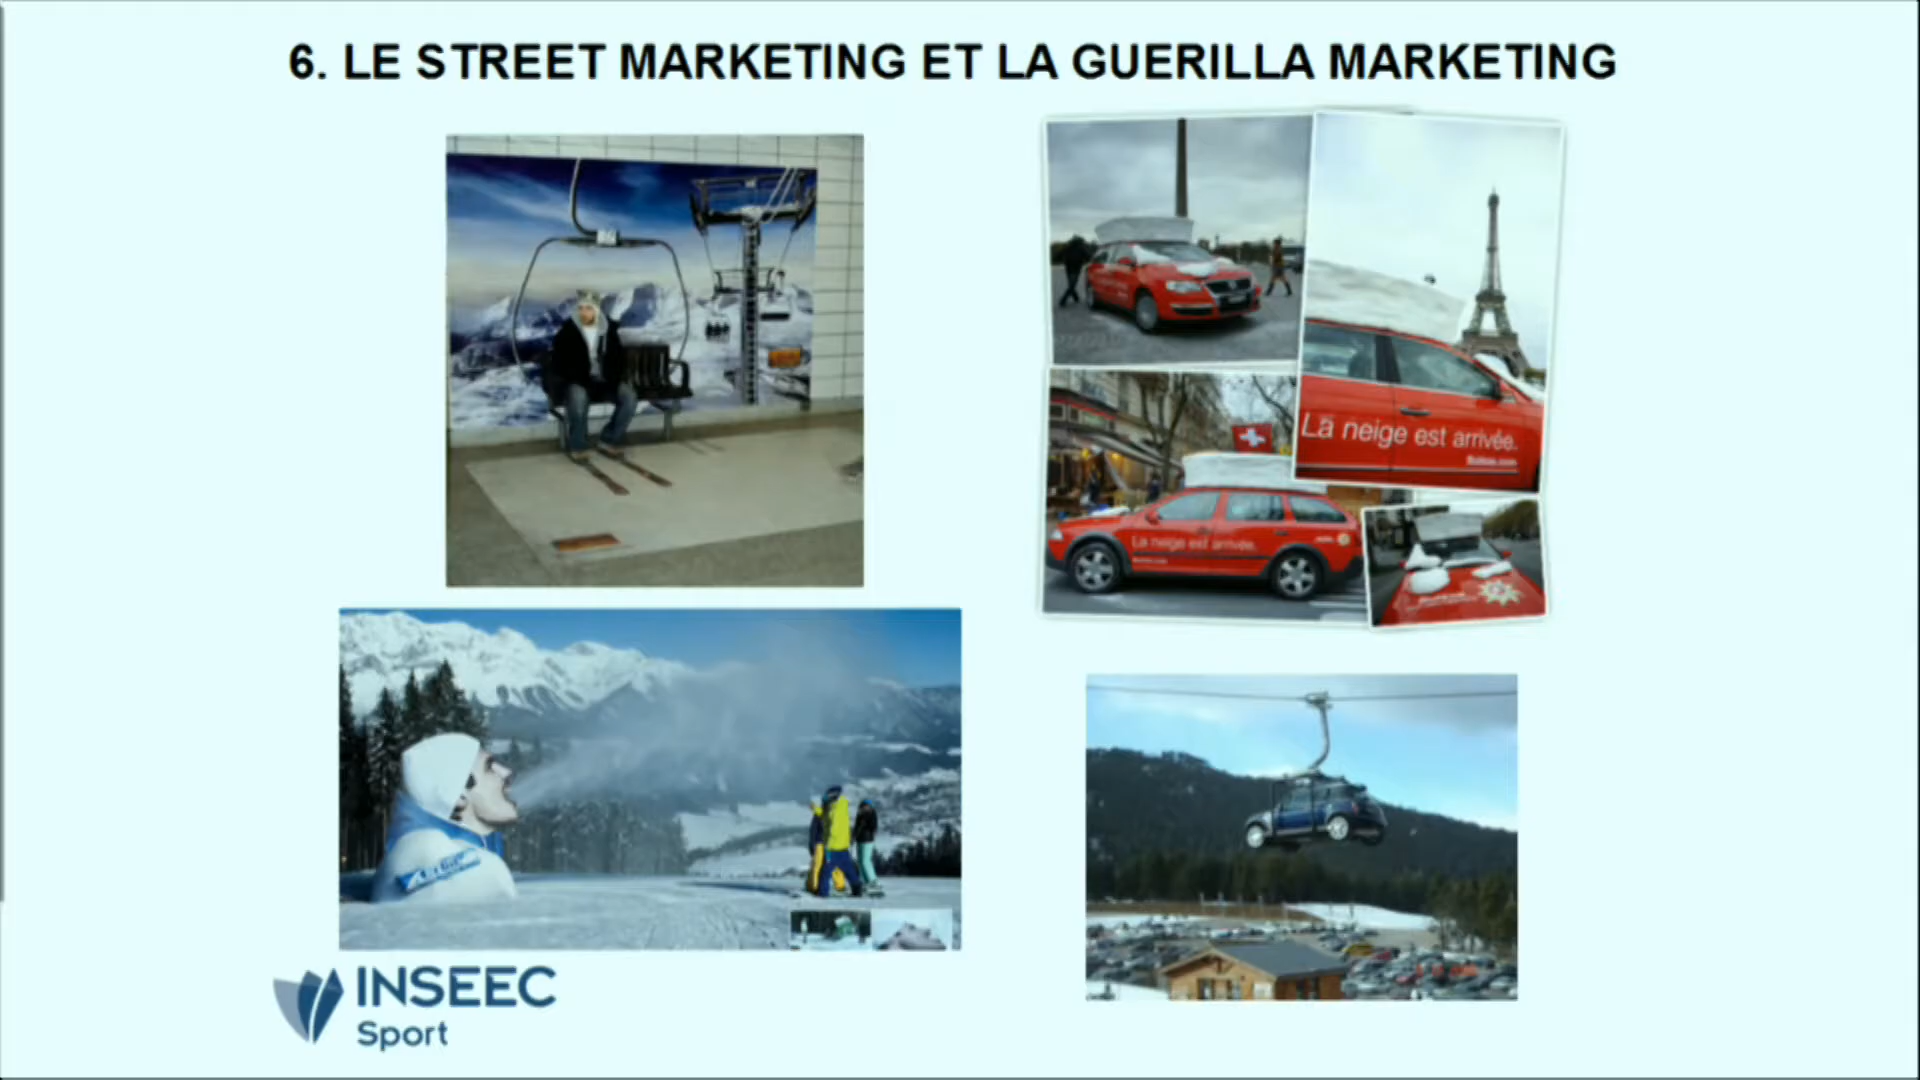 6. LE STREET MARKETING ET LA GUERILLA MARKETING
La neige est arrivée.
La neige est arrivée.
INSEEC
Sport